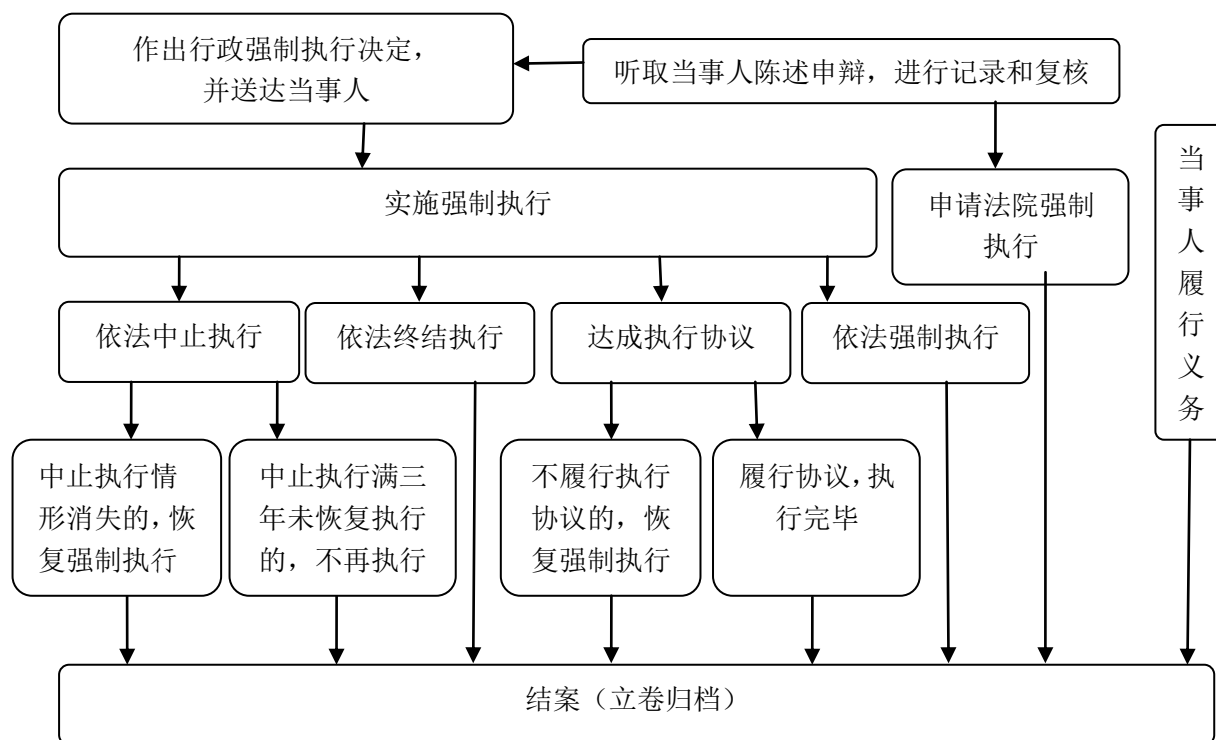 作出行政强制执行决定，
并送达当事人
听取当事人陈述申辩，进行记录和复核
当事人履行义务
实施强制执行
申请法院强制
执行
依法中止执行
依法终结执行
达成执行协议
依法强制执行
中止执行情
形消失的，恢
复强制执行
中止执行满三
年未恢复执行
的，不再执行
不履行执行
协议的，恢
复强制执行
履行协议，执
行完毕
结案（立卷归档）